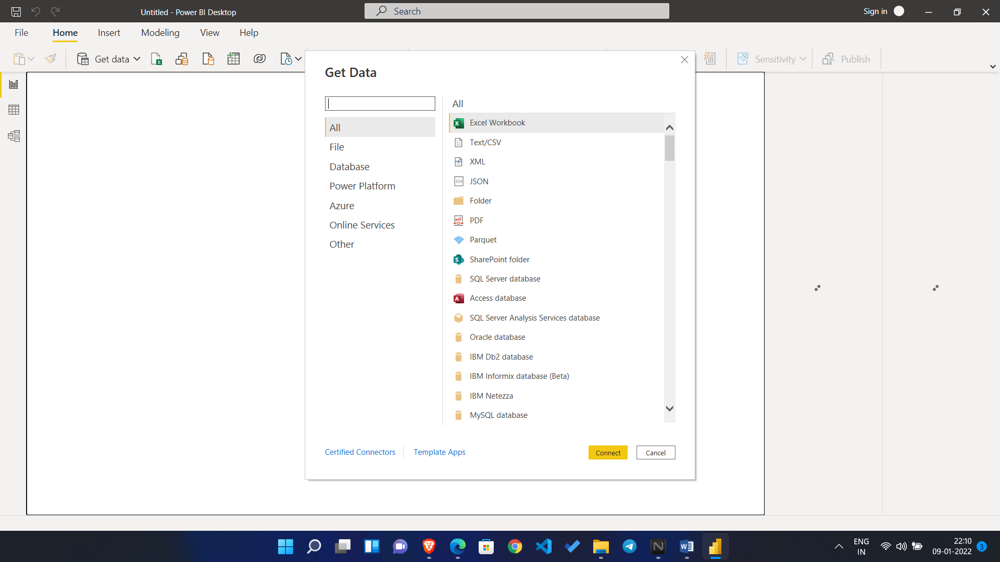 Untitled - Power BI Desktop
Search
Sign in
File Home Insert Modeling View Help
Get data
Sensitivity
Publish
Get Data
All
File
Database
Power Platform
Azure
Online Services
Other
All
Excel Workbook
Text/CSV
XML
JSON
Folder
PDF
Parquet
SharePoint folder
SQL Server database
Access database
SQL Server Analysis Services database
Oracle database
IBM Db2 database
IBM Informix database (Beta)
IBM Netezza
MySQL database
Certified Connectors
Template Apps
Connect
Cancel
ENG
IN
22:10
09-01-2022
3